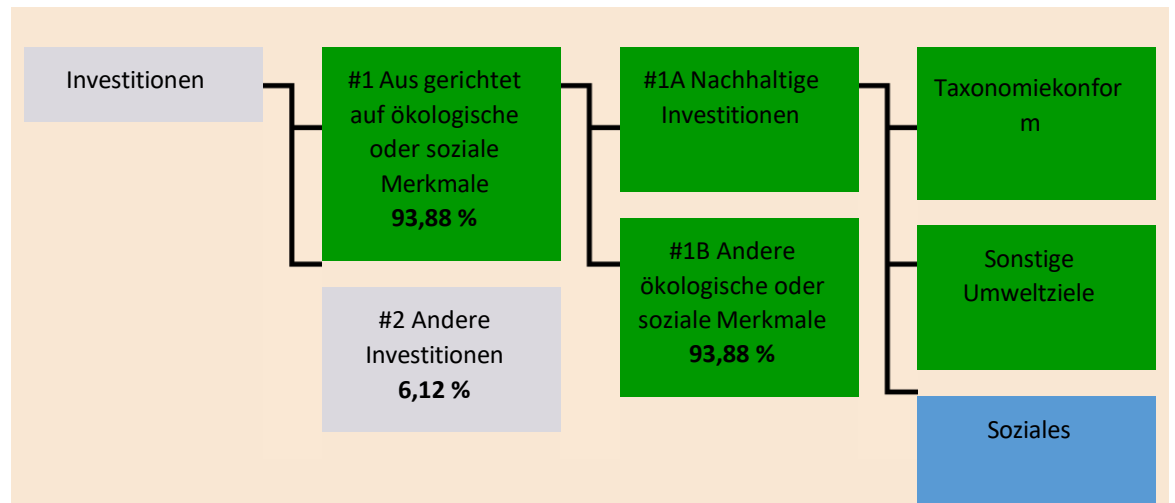 Investitionen
#1 Aus gerichtet
auf ökologische
oder soziale
Merkmale
93,88 %
#2 Andere
Investitionen
6,12 %
#1A Nachhaltige
Investitionen
#1B Andere
ökologische oder
soziale Merkmale
93,88 %
Taxonomiekonfor
m
Sonstige
Umweltziele
Soziales